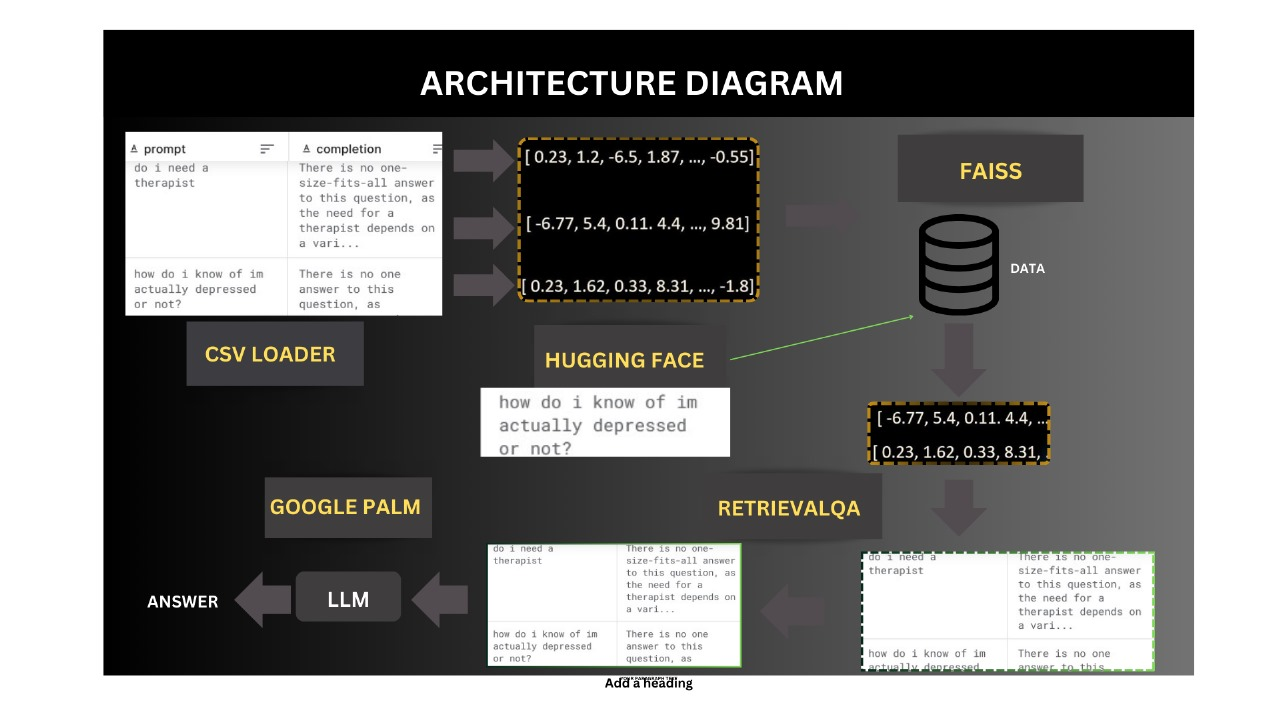 ARCHITECTURE DIAGRAM
prompt
completion
do i need a
therapist
There is no one-
size-fits-all answer
to this question, as
the need for a
therapist depends on
a vari...
how do i know of im
actually depressed
or not?
There is no one
answer to this
question, as
[ 0.23, 1.2, -6.5, 1.87, ..., -0.55]
[ -6.77, 5.4, 0.11. 4.4, ..., 9.81]
[ 0.23, 1.62, 0.33, 8.31, ..., -1.8]
FAISS
DATA
CSV LOADER
HUGGING FACE
how do i know of im
actually depressed
or not?
[ -6.77, 5.4, 0.11. 4.4, ...
[ 0.23, 1.62, 0.33, 8.31,
GOOGLE PALM
RETRIEVALQA
do i need a
therapist
There is no one-
size-fits-all answer
to this question, as
the need for a
therapist depends on
a vari...
how do i know of im
actually depressed
There is no one
answer to this
do i need a
therapist
There is no one-
size-fits-all answer
to this question, as
the need for a
therapist depends on
a vari...
how do i know of im
actually depressed
or not?
There is no one
answer to this
question, as
LLM
ANSWER
Add a heading